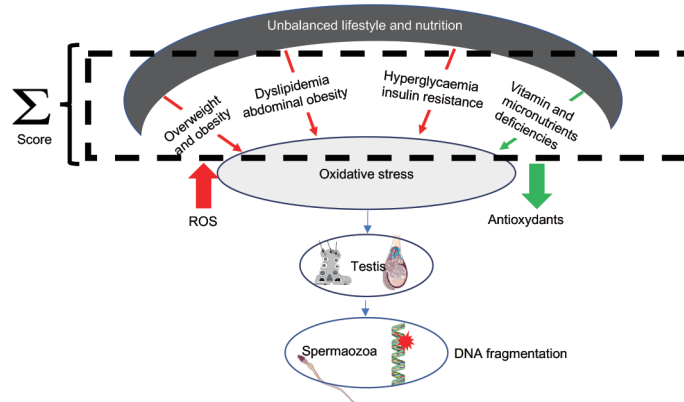 Unbalanced lifestyle and nutrition
Σ
Score
Overweight
and obesity
Dyslipidemia
abdominal obesity
Hyperglycaemia
insulin resistance
Vitamin and
micronutrients
deficiencies
Oxidative stress
ROS
Antioxydants
Testis
Spermaozoa
DNA fragmentation